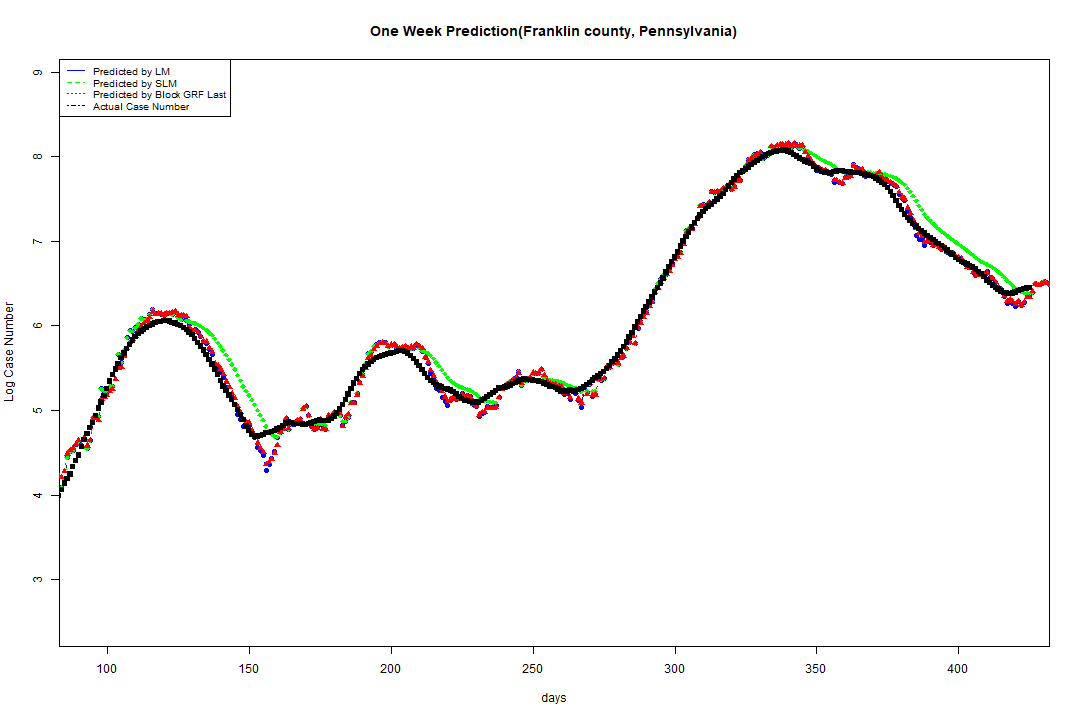 One Week Prediction(Franklin county, Pennsylvania)
Predicted by LM
Predicted by SLM
Predicted by Block GRF Last
Actual Case Number
Log Case Number
9
8
7
6
5
4
3
100 150 200 250 300 350 400
days